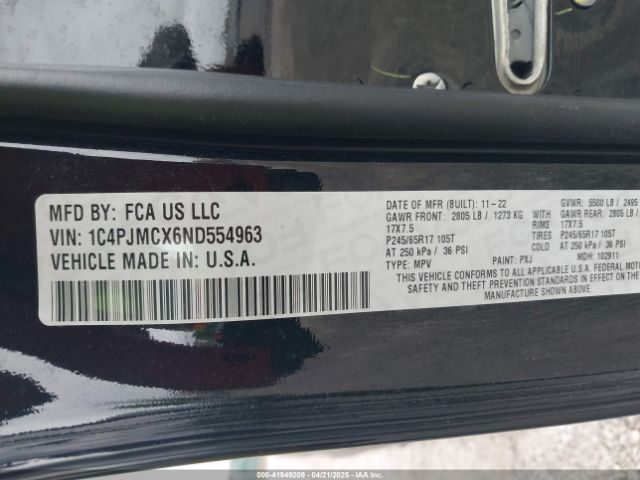 MFD BY: FCA US LLC
VIN: 1C4PJMCX6ND554963
VEHICLE MADE IN: U.S.A.
DATE OF MFR (BUILT): 11-22
GAWR FRONT: 2805 LB / 1273 KG
17X7.5
P245/65R17 105T
AT 250 kPa / 36 PSI
TYPE: MPV
PAINT: PXJ
GVWR: 5500 LB / 2495
GAWR REAR: 2805 LB
RIMS 17X7.5
TIRES P245/65R17 105T
AT 250 kPa / 36 PSI
MDH: 102911
THIS VEHICLE CONFORMS TO ALL APPLICABLE U.S.A. FEDERAL MOTOR
SAFETY AND THEFT PREVENTION STANDARDS IN EFFECT ON THE
MANUFACTURE SHOWN ABOVE.
000-41949209 - 04/21/2025 - IAAI.COM